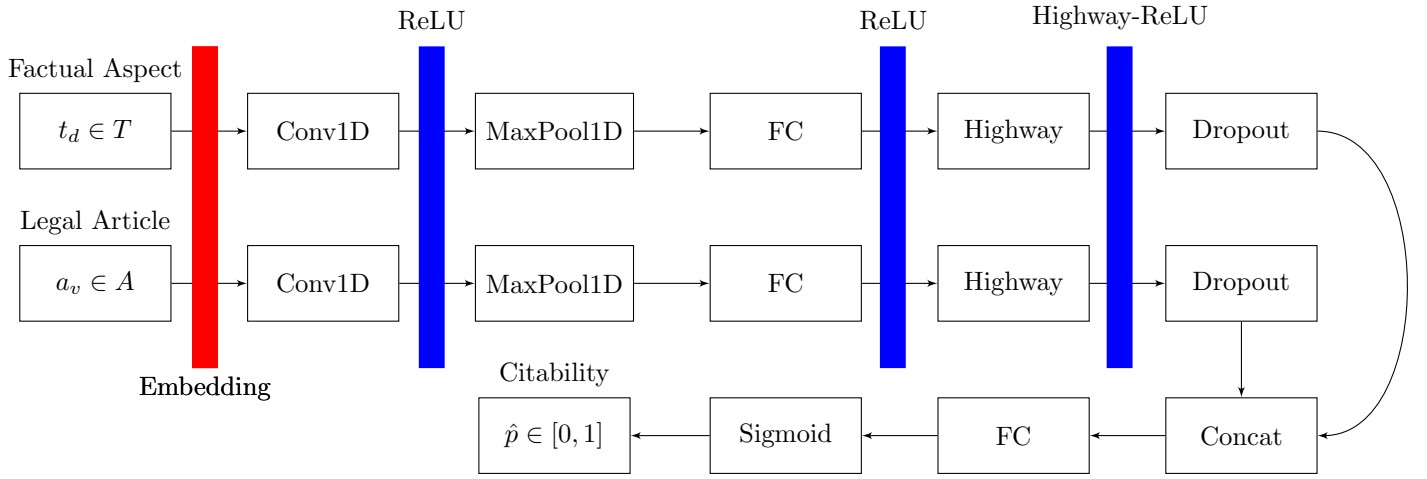 ReLU
ReLU
Highway-ReLU
Factual Aspect
t_d ∈ T
Conv1D
MaxPool1D
FC
Highway
Dropout
Legal Article
a_v ∈ A
Conv1D
MaxPool1D
FC
Highway
Dropout
Embedding
Citability
p̂ ∈ [0, 1]
Sigmoid
FC
Concat